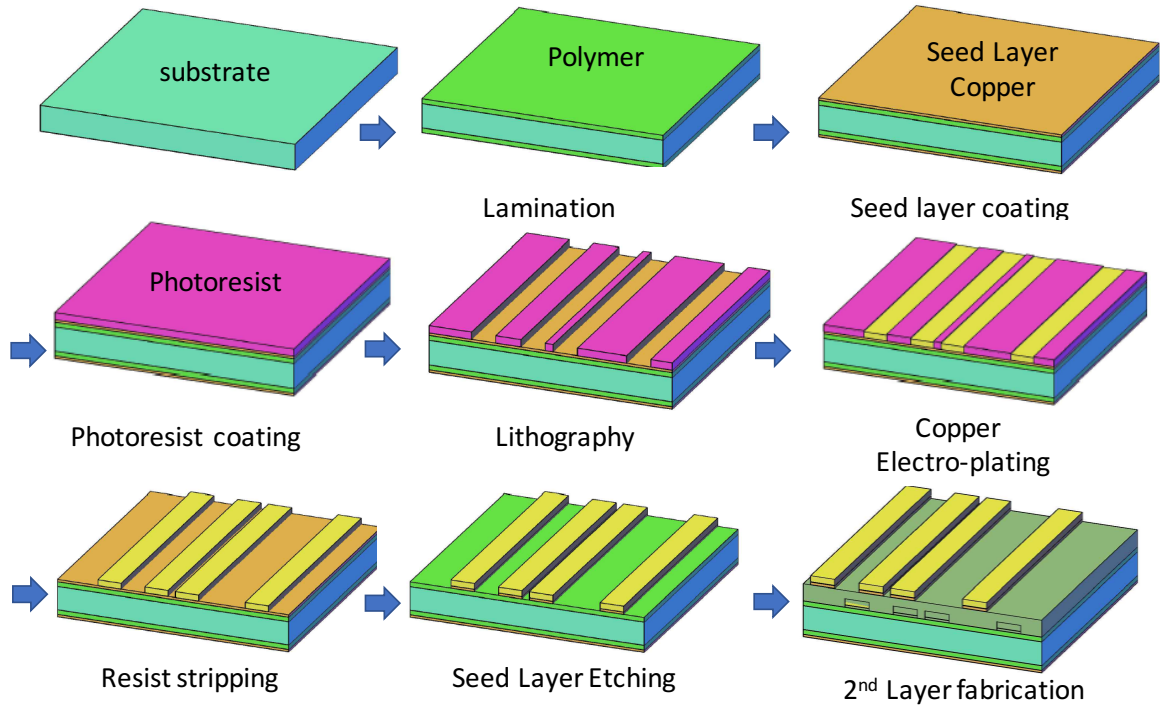 substrate
Polymer
Seed Layer
Copper
Lamination
Seed layer coating
Photoresist
Photoresist coating
Lithography
Copper
Electro-plating
Resist stripping
Seed Layer Etching
2nd Layer fabrication